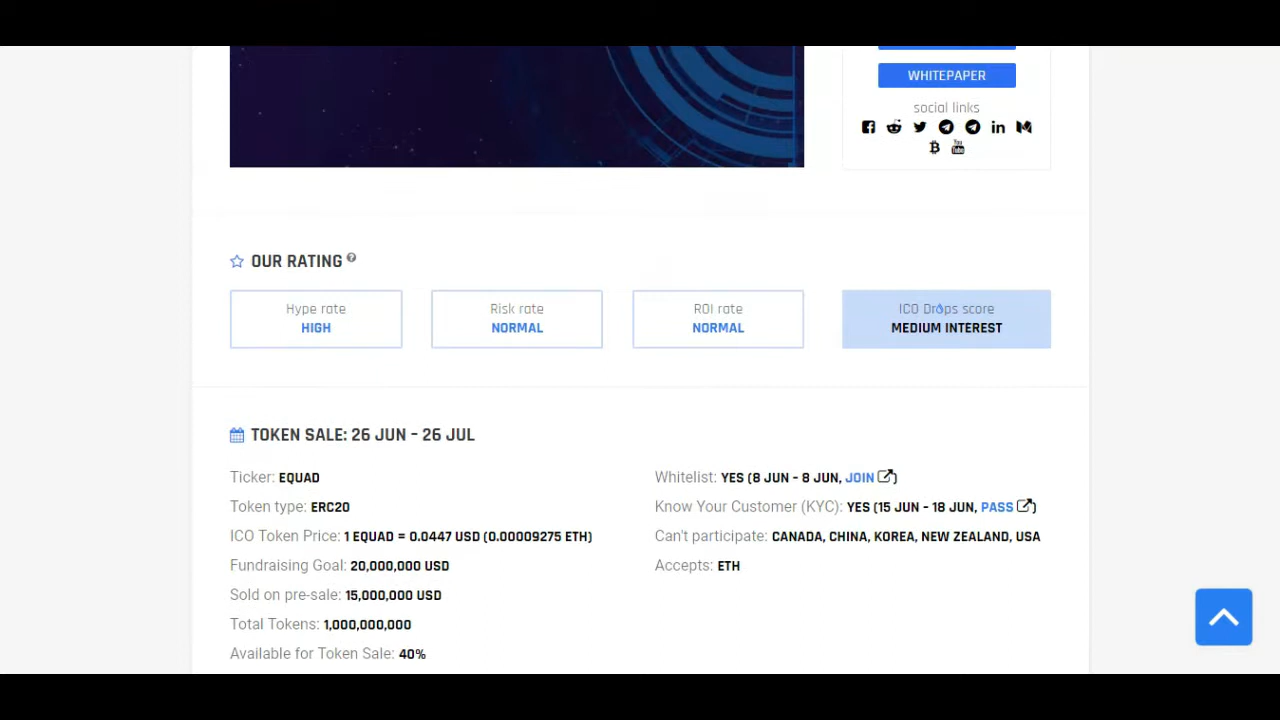 WHITEPAPER
social links
You Tube
OUR RATING ?
Hype rate
HIGH
Risk rate
NORMAL
ROI rate
NORMAL
ICO Drops score
MEDIUM INTEREST
TOKEN SALE: 26 JUN – 26 JUL
Ticker: EQUAD
Token type: ERC20
ICO Token Price: 1 EQUAD = 0.0447 USD (0.00009275 ETH)
Fundraising Goal: 20,000,000 USD
Sold on pre-sale: 15,000,000 USD
Total Tokens: 1,000,000,000
Available for Token Sale: 40%
Whitelist: YES (8 JUN - 8 JUN, JOIN )
Know Your Customer (KYC): YES (15 JUN - 18 JUN, PASS )
Can't participate: CANADA, CHINA, KOREA, NEW ZEALAND, USA
Accepts: ETH